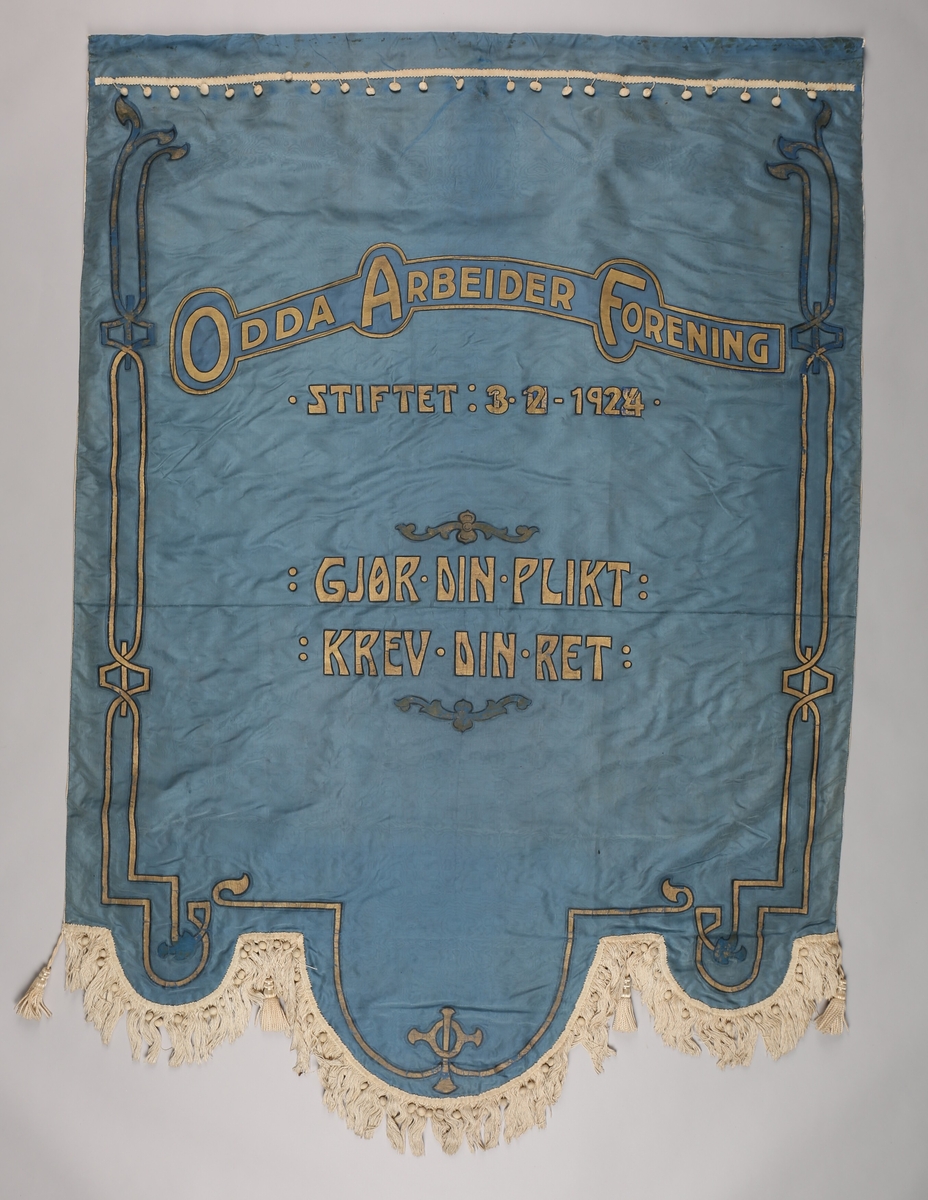 ODDA ARBEIDER FORENING
· STIFTET : 3 · 2 - 1924 ·
: GJØR · DIN · PLIKT :
: KREV · DIN · RET :